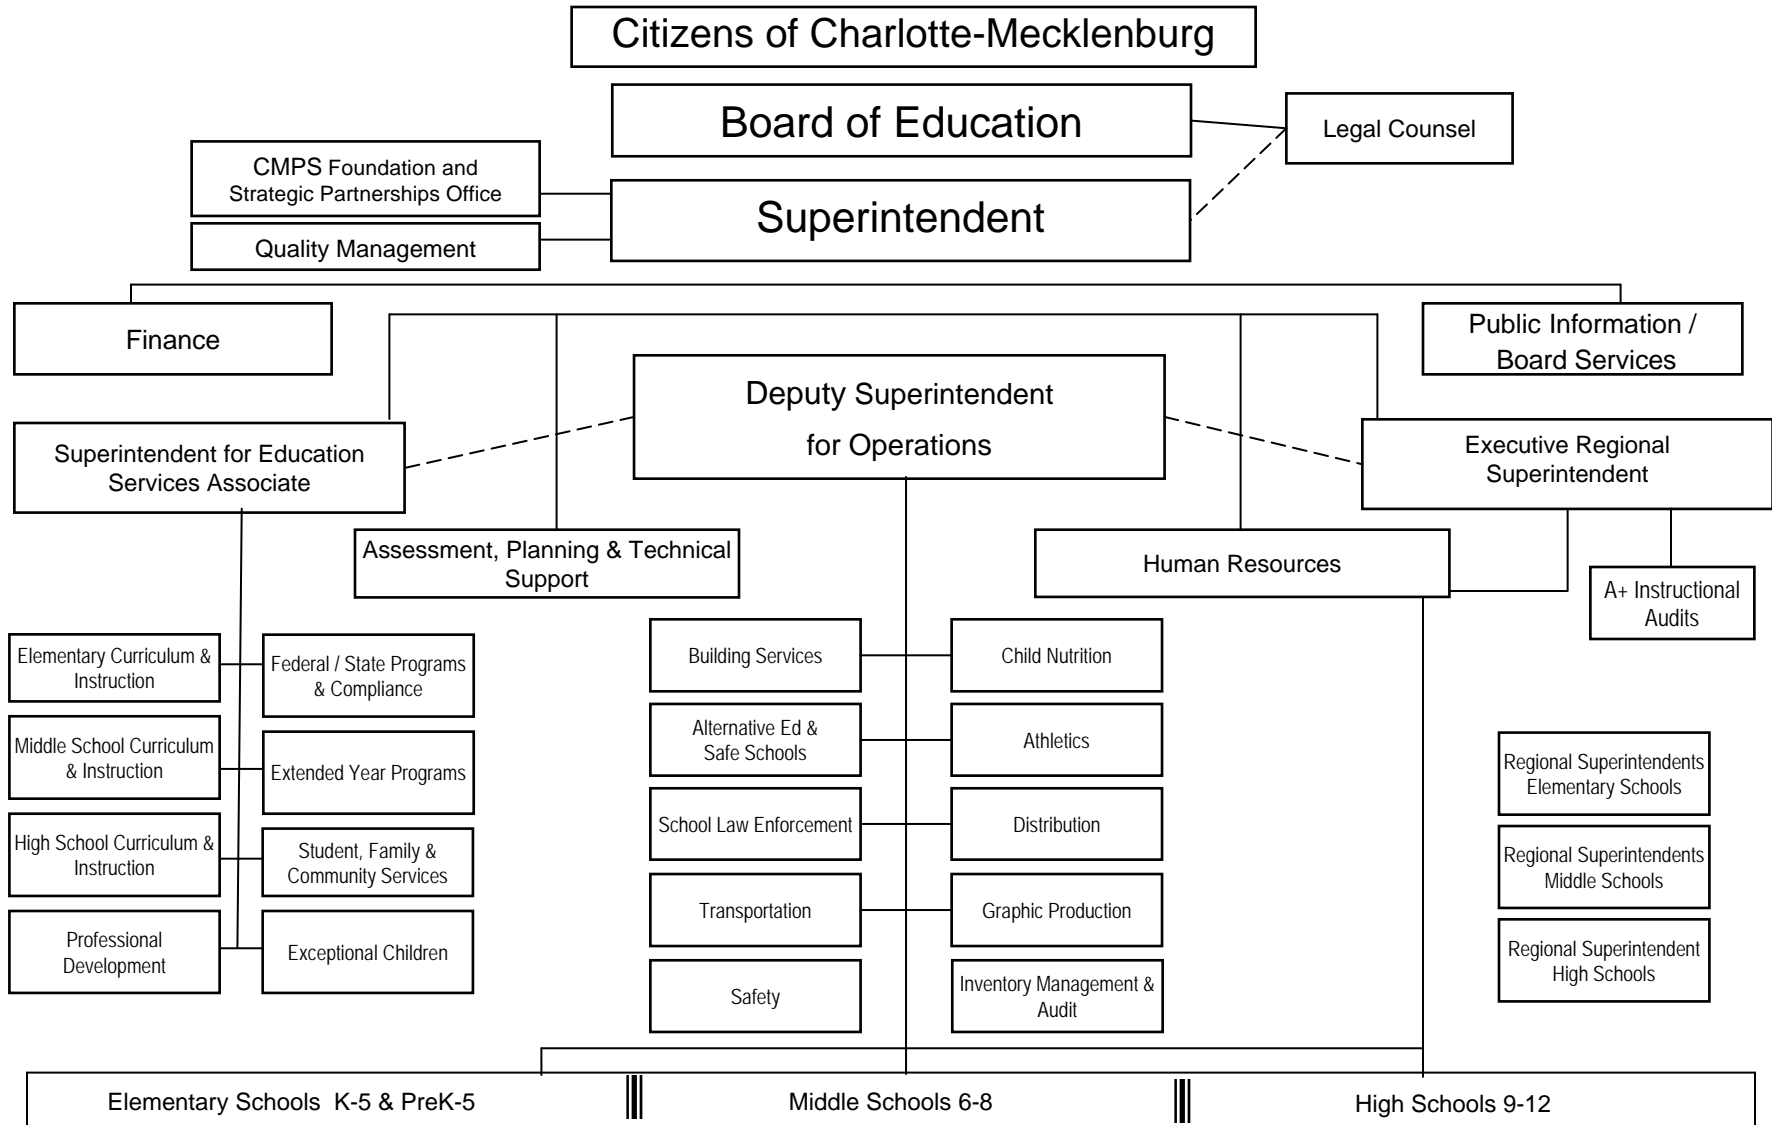 Citizens of Charlotte-Mecklenburg
Board of Education
Legal Counsel
CMPS Foundation and
Strategic Partnerships Office
Superintendent
Quality Management
Finance
Public Information /
Board Services
Deputy Superintendent
for Operations
Superintendent for Education
Services Associate
Executive Regional
Superintendent
Assessment, Planning & Technical
Support
Human Resources
A+ Instructional
Audits
Elementary Curriculum &
Instruction
Federal / State Programs
& Compliance
Middle School Curriculum
& Instruction
Extended Year Programs
High School Curriculum &
Instruction
Student, Family &
Community Services
Professional
Development
Exceptional Children
Building Services
Child Nutrition
Alternative Ed &
Safe Schools
Athletics
School Law Enforcement
Distribution
Transportation
Graphic Production
Safety
Inventory Management &
Audit
Regional Superintendents
Elementary Schools
Regional Superintendents
Middle Schools
Regional Superintendent
High Schools
Elementary Schools K-5 & PreK-5
Middle Schools 6-8
High Schools 9-12